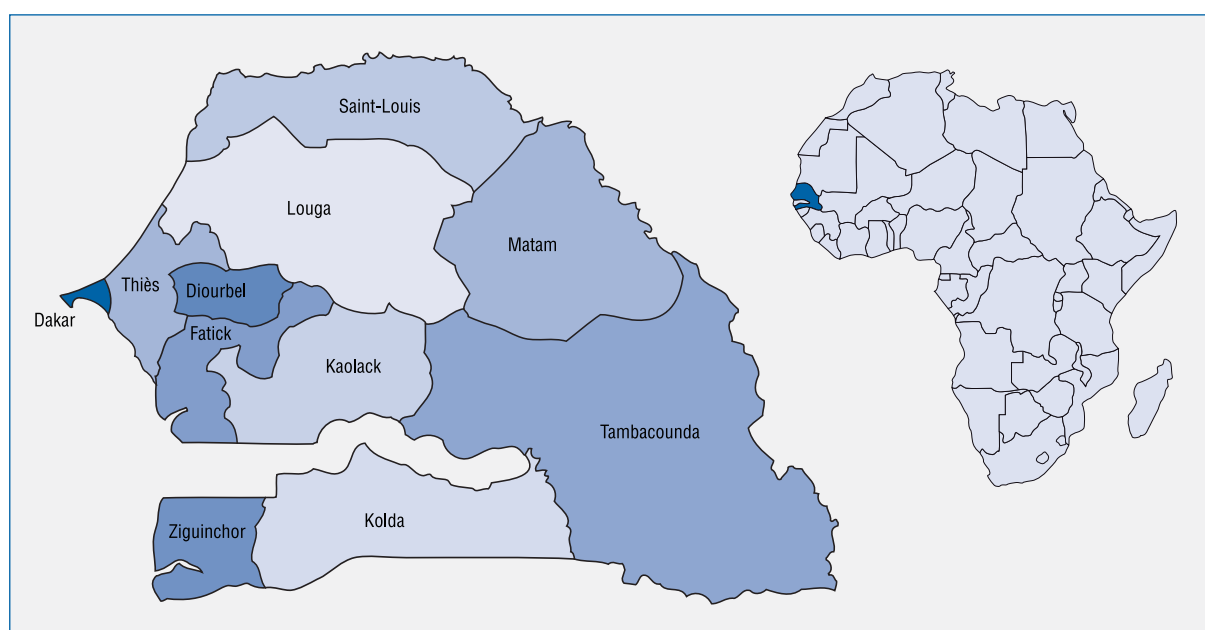 Saint-Louis
Louga
Matam
Thiès
Diourbel
Dakar
Fatick
Kaolack
Tambacounda
Kolda
Ziguinchor